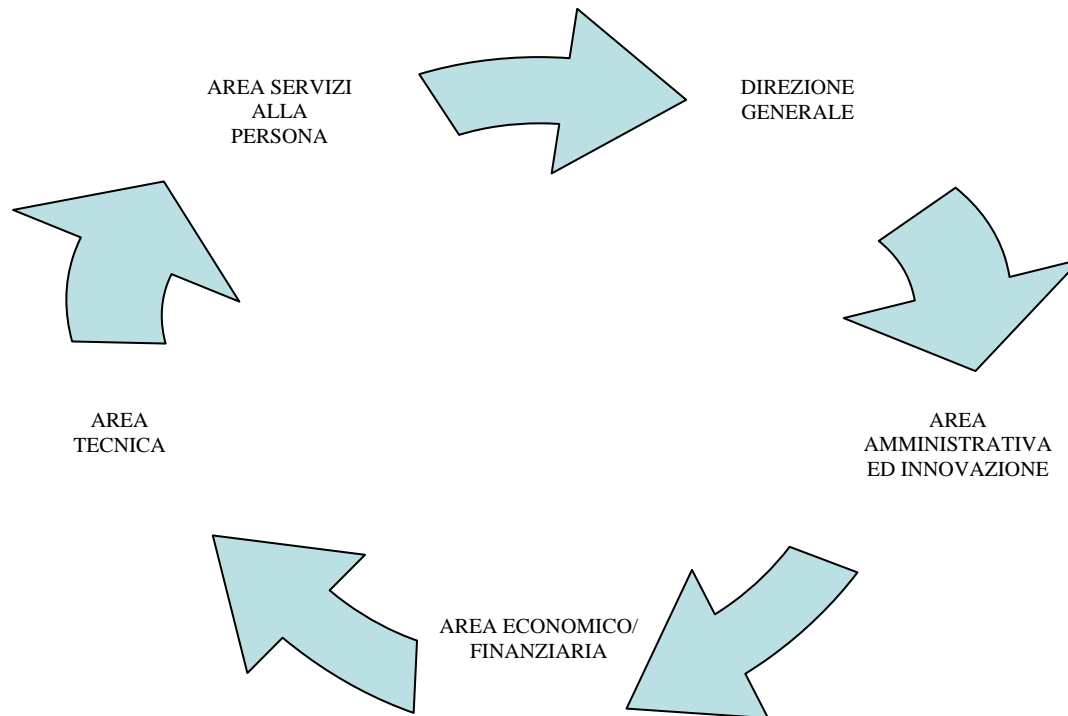 AREA SERVIZI
ALLA
PERSONA
DIREZIONE
GENERALE
AREA
AMMINISTRATIVA
ED INNOVAZIONE
AREA ECONOMICO/
FINANZIARIA
AREA
TECNICA